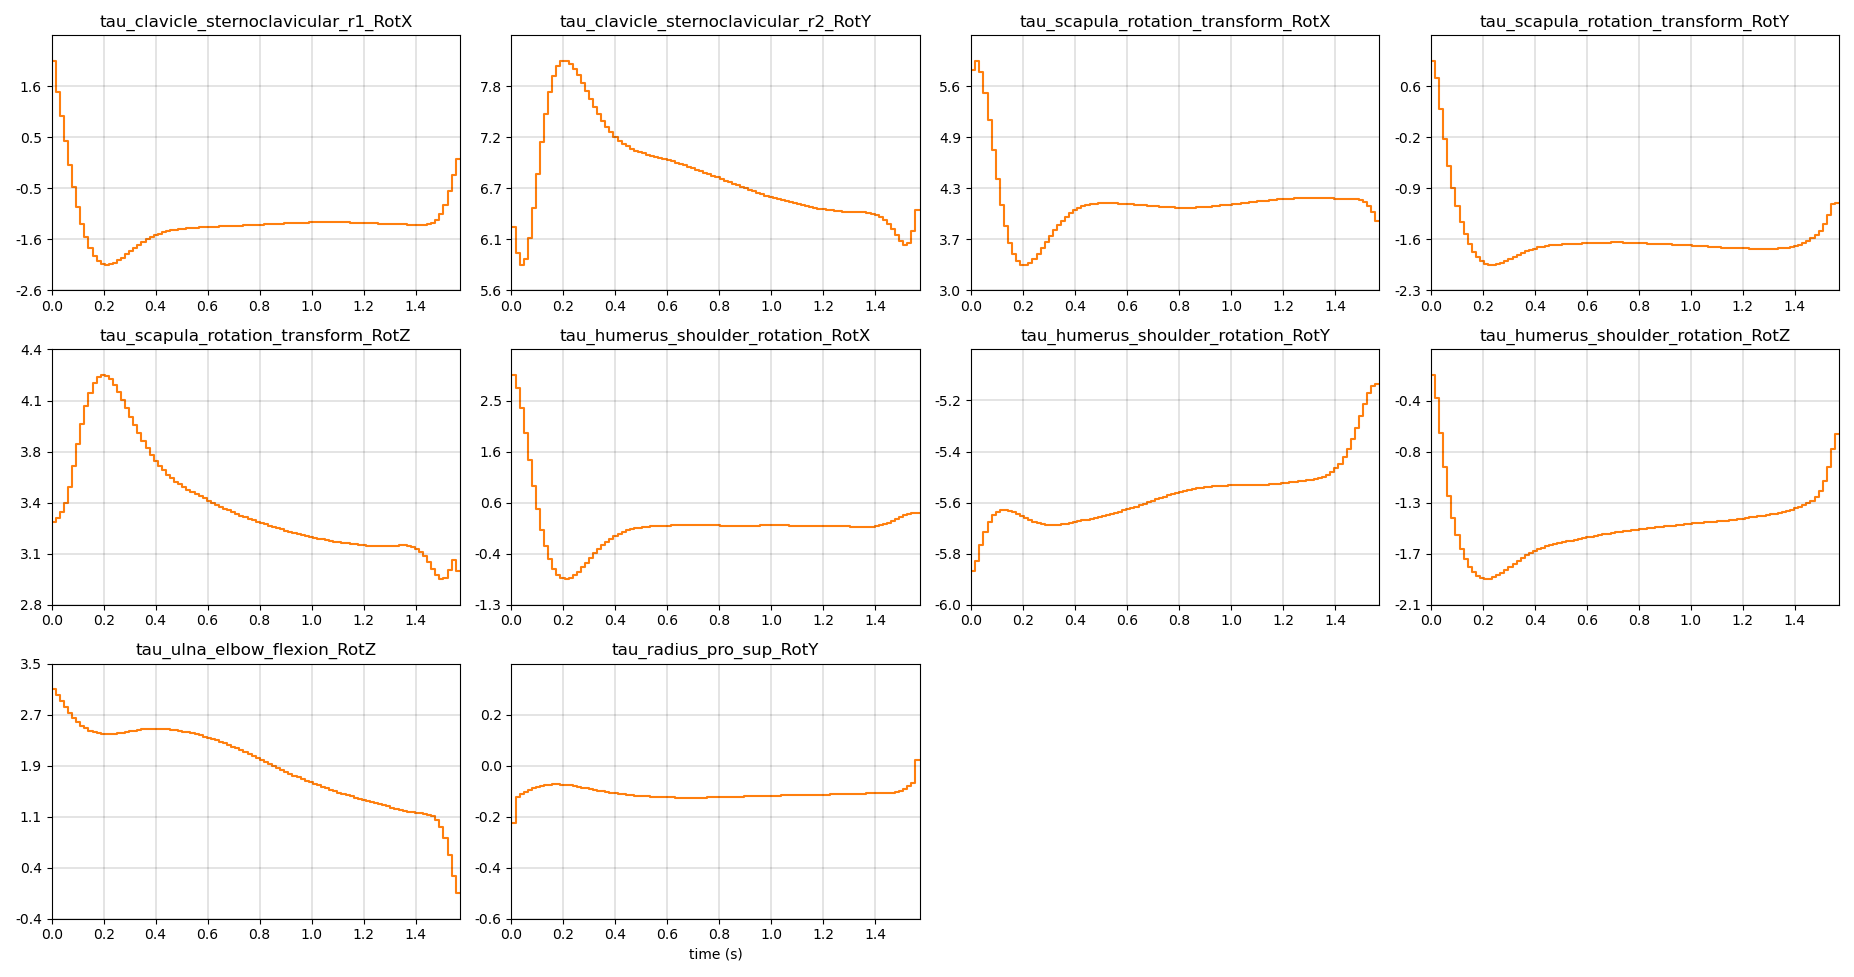 tau_clavicle_sternoclavicular_r1_RotX
1.6
0.5
-0.5
-1.6
-2.6
0.0 0.2 0.4 0.6 0.8 1.0 1.2 1.4
tau_clavicle_sternoclavicular_r2_RotY
7.8
7.2
6.7
6.1
5.6
0.0 0.2 0.4 0.6 0.8 1.0 1.2 1.4
tau_scapula_rotation_transform_RotX
5.6
4.9
4.3
3.7
3.0
0.0 0.2 0.4 0.6 0.8 1.0 1.2 1.4
tau_scapula_rotation_transform_RotY
0.6
-0.2
-0.9
-1.6
-2.3
0.0 0.2 0.4 0.6 0.8 1.0 1.2 1.4
tau_scapula_rotation_transform_RotZ
4.4
4.1
3.8
3.4
3.1
2.8
0.0 0.2 0.4 0.6 0.8 1.0 1.2 1.4
tau_humerus_shoulder_rotation_RotX
2.5
1.6
0.6
-0.4
-1.3
0.0 0.2 0.4 0.6 0.8 1.0 1.2 1.4
tau_humerus_shoulder_rotation_RotY
-5.2
-5.4
-5.6
-5.8
-6.0
0.0 0.2 0.4 0.6 0.8 1.0 1.2 1.4
tau_humerus_shoulder_rotation_RotZ
-0.4
-0.8
-1.3
-1.7
-2.1
0.0 0.2 0.4 0.6 0.8 1.0 1.2 1.4
tau_ulna_elbow_flexion_RotZ
3.5
2.7
1.9
1.1
0.4
-0.4
0.0 0.2 0.4 0.6 0.8 1.0 1.2 1.4
tau_radius_pro_sup_RotY
0.2
0.0
-0.2
-0.4
-0.6
0.0 0.2 0.4 0.6 0.8 1.0 1.2 1.4
time (s)